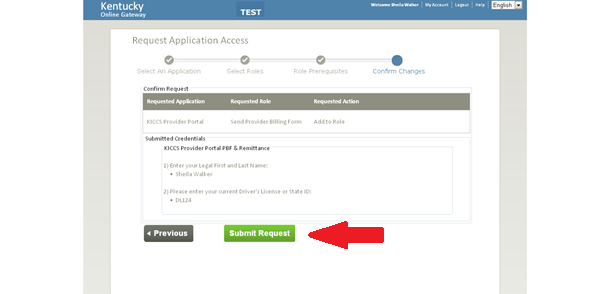 Kentucky
Online Gateway
TEST
Welcome Sheila Walker | My Account | Logout | Help English
Request Application Access
Select An Application Select Roles Role Prerequisites Confirm Changes
Confirm Request
Requested Application Requested Role Requested Action
KICCS Provider Portal Send Provider Billing Form Add to Role
Submitted Credentials
KICCS Provider Portal PBF & Remittance
1) Enter your Legal First and Last Name:
• Sheila Walker
2) Please enter your current Driver's License or State ID:
• DL124
Previous Submit Request